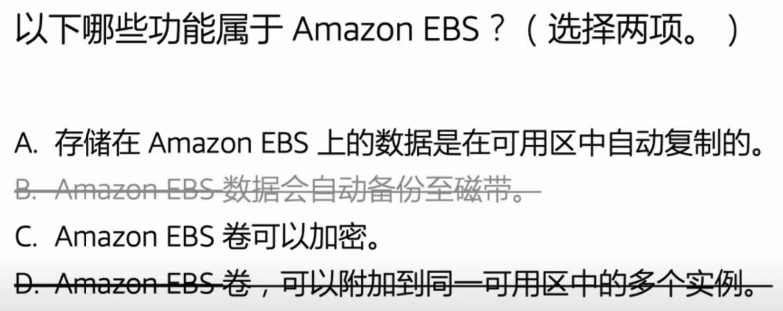 以下哪些功能属于 Amazon EBS？（选择两项。）
A. 存储在 Amazon EBS 上的数据是在可用区中自动复制的。
B. Amazon EBS 数据会自动备份至磁带。
C. Amazon EBS 卷可以加密。
D. Amazon EBS 卷，可以附加到同一可用区中的多个实例。